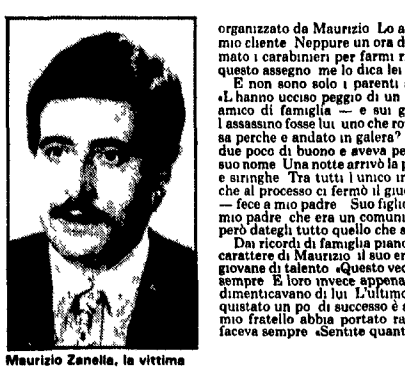 organizzato da Maurizio Lo a
mio cliente Neppure un ora d
mato i carabinieri per farmi r
questo assegno me lo dica lei
E non sono solo i parenti
«L hanno ucciso peggio di un
amico di famiglia — e sui g
l assassino fosse lui uno che ro
sa perche e andato in galera?
due poco di buono e aveva pe
suo nome Una notte arrivò la p
e siringhe Tra tutti l unico in
che al processo ci fermò il giu
— fece a mio padre Suo figlio
mio padre che era un comuni
però dategli tutto quello che s
Dai ricordi di famiglia piano
carattere di Maurizio il suo en
giovane di talento «Questo vec
sempre E loro invece appena
dimenticavano di lui L'ultimo
quistato un po di successo è s
mio fratello abbia portato ra
faceva sempre «Sentite quant
Maurizio Zanella, la vittima